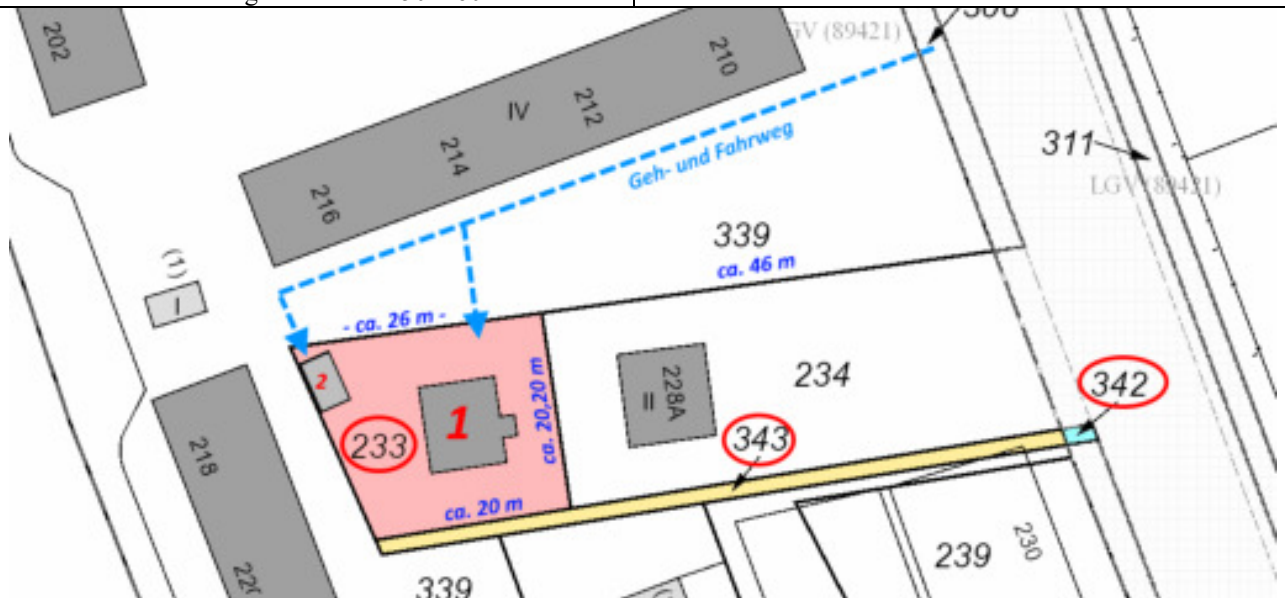 202
GV (89421)
210
IV
212
214
216
Geh- und Fahrweg
311
LGV (89421)
339
ca. 46 m
(1)
I
- ca. 26 m -
2
1
233
ca. 20,20 m
ca. 20 m
228A
II
234
342
343
218
339
239
230